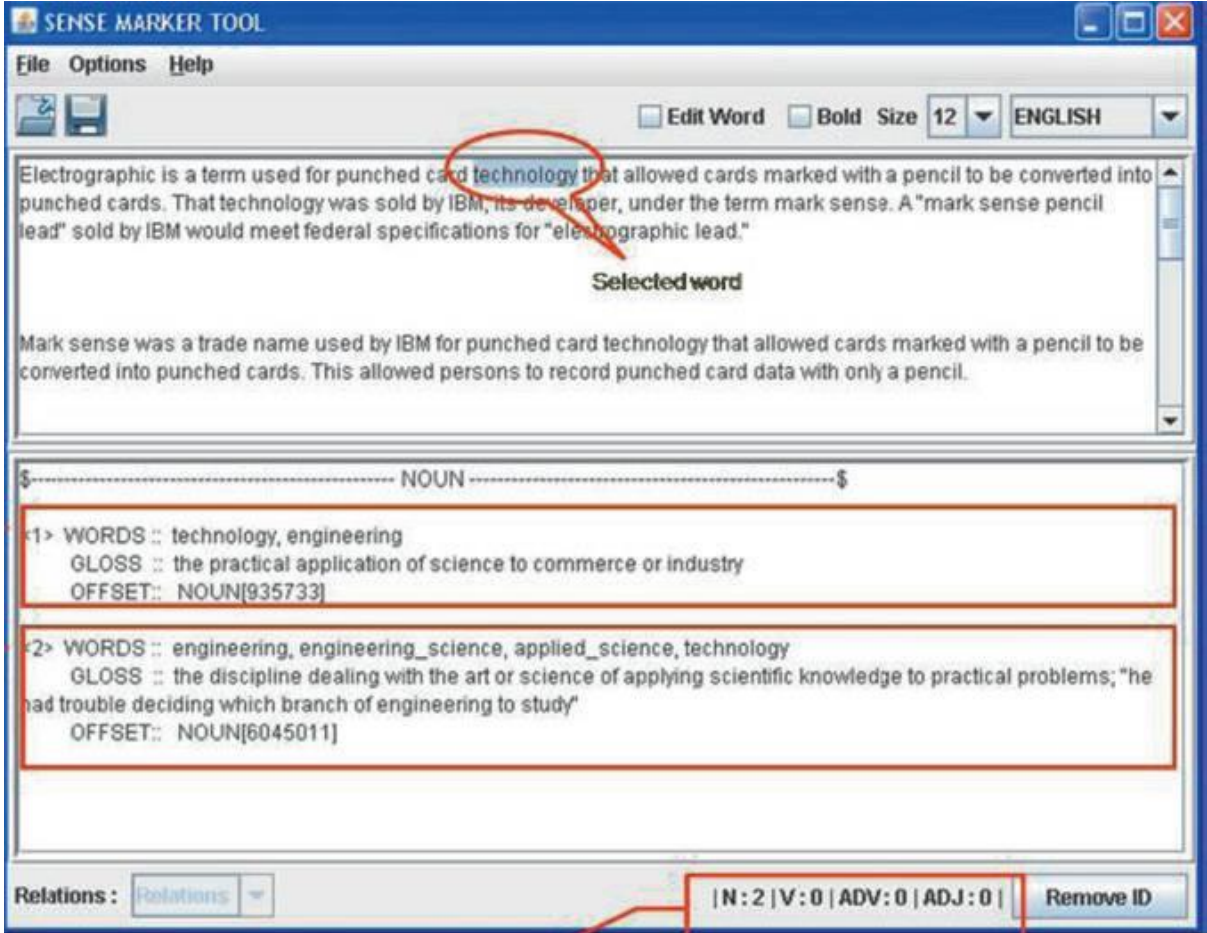 SENSE MARKER TOOL
File Options Help
Edit Word Bold Size 12 ENGLISH
Electrographic is a term used for punched card technology that allowed cards marked with a pencil to be converted into
punched cards. That technology was sold by IBM, its developer, under the term mark sense. A "mark sense pencil
lead" sold by IBM would meet federal specifications for "electrographic lead."
Selected word
Mark sense was a trade name used by IBM for punched card technology that allowed cards marked with a pencil to be
converted into punched cards. This allowed persons to record punched card data with only a pencil.
$--------------------------------------------------- NOUN ---------------------------------------------------$
<1> WORDS :: technology, engineering
GLOSS :: the practical application of science to commerce or industry
OFFSET:: NOUN[935733]
<2> WORDS :: engineering, engineering_science, applied_science, technology
GLOSS :: the discipline dealing with the art or science of applying scientific knowledge to practical problems; "he
had trouble deciding which branch of engineering to study"
OFFSET:: NOUN[6045011]
Relations : Relations |N:2|V:0|ADV:0|ADJ:0| Remove ID